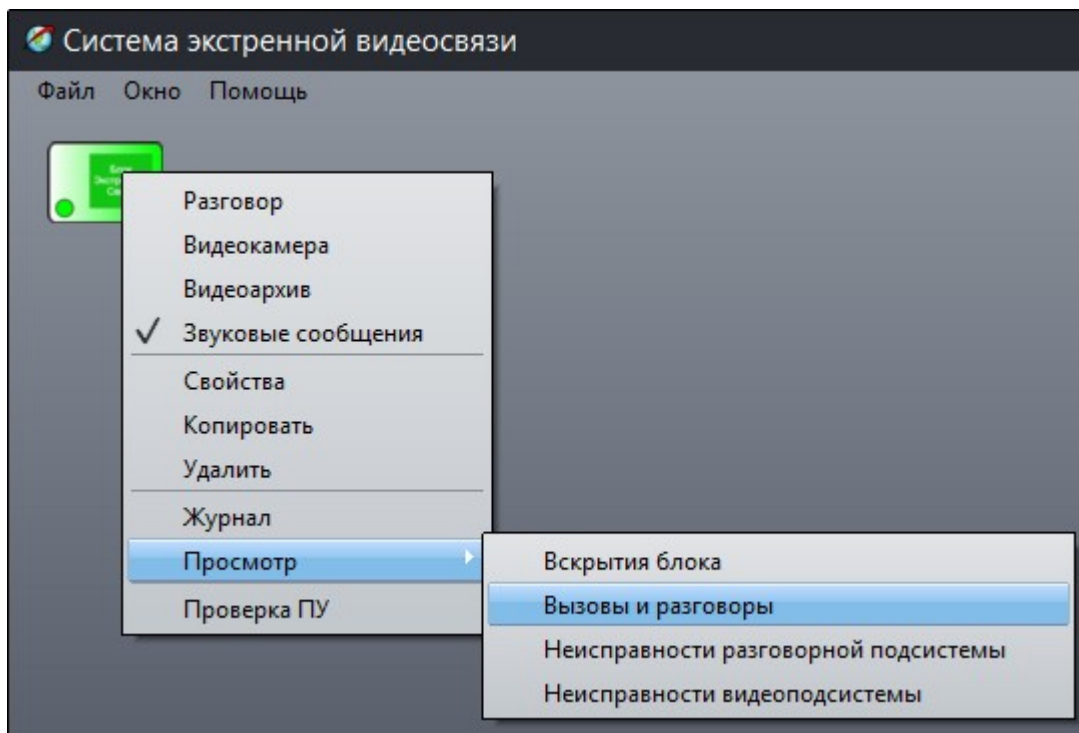 Система экстренной видеосвязи
Файл Окно Помощь
Разговор
Видеокамера
Видеоархив
Звуковые сообщения
Свойства
Копировать
Удалить
Журнал
Просмотр
Проверка ПУ
Вскрытия блока
Вызовы и разговоры
Неисправности разговорной подсистемы
Неисправности видеоподсистемы